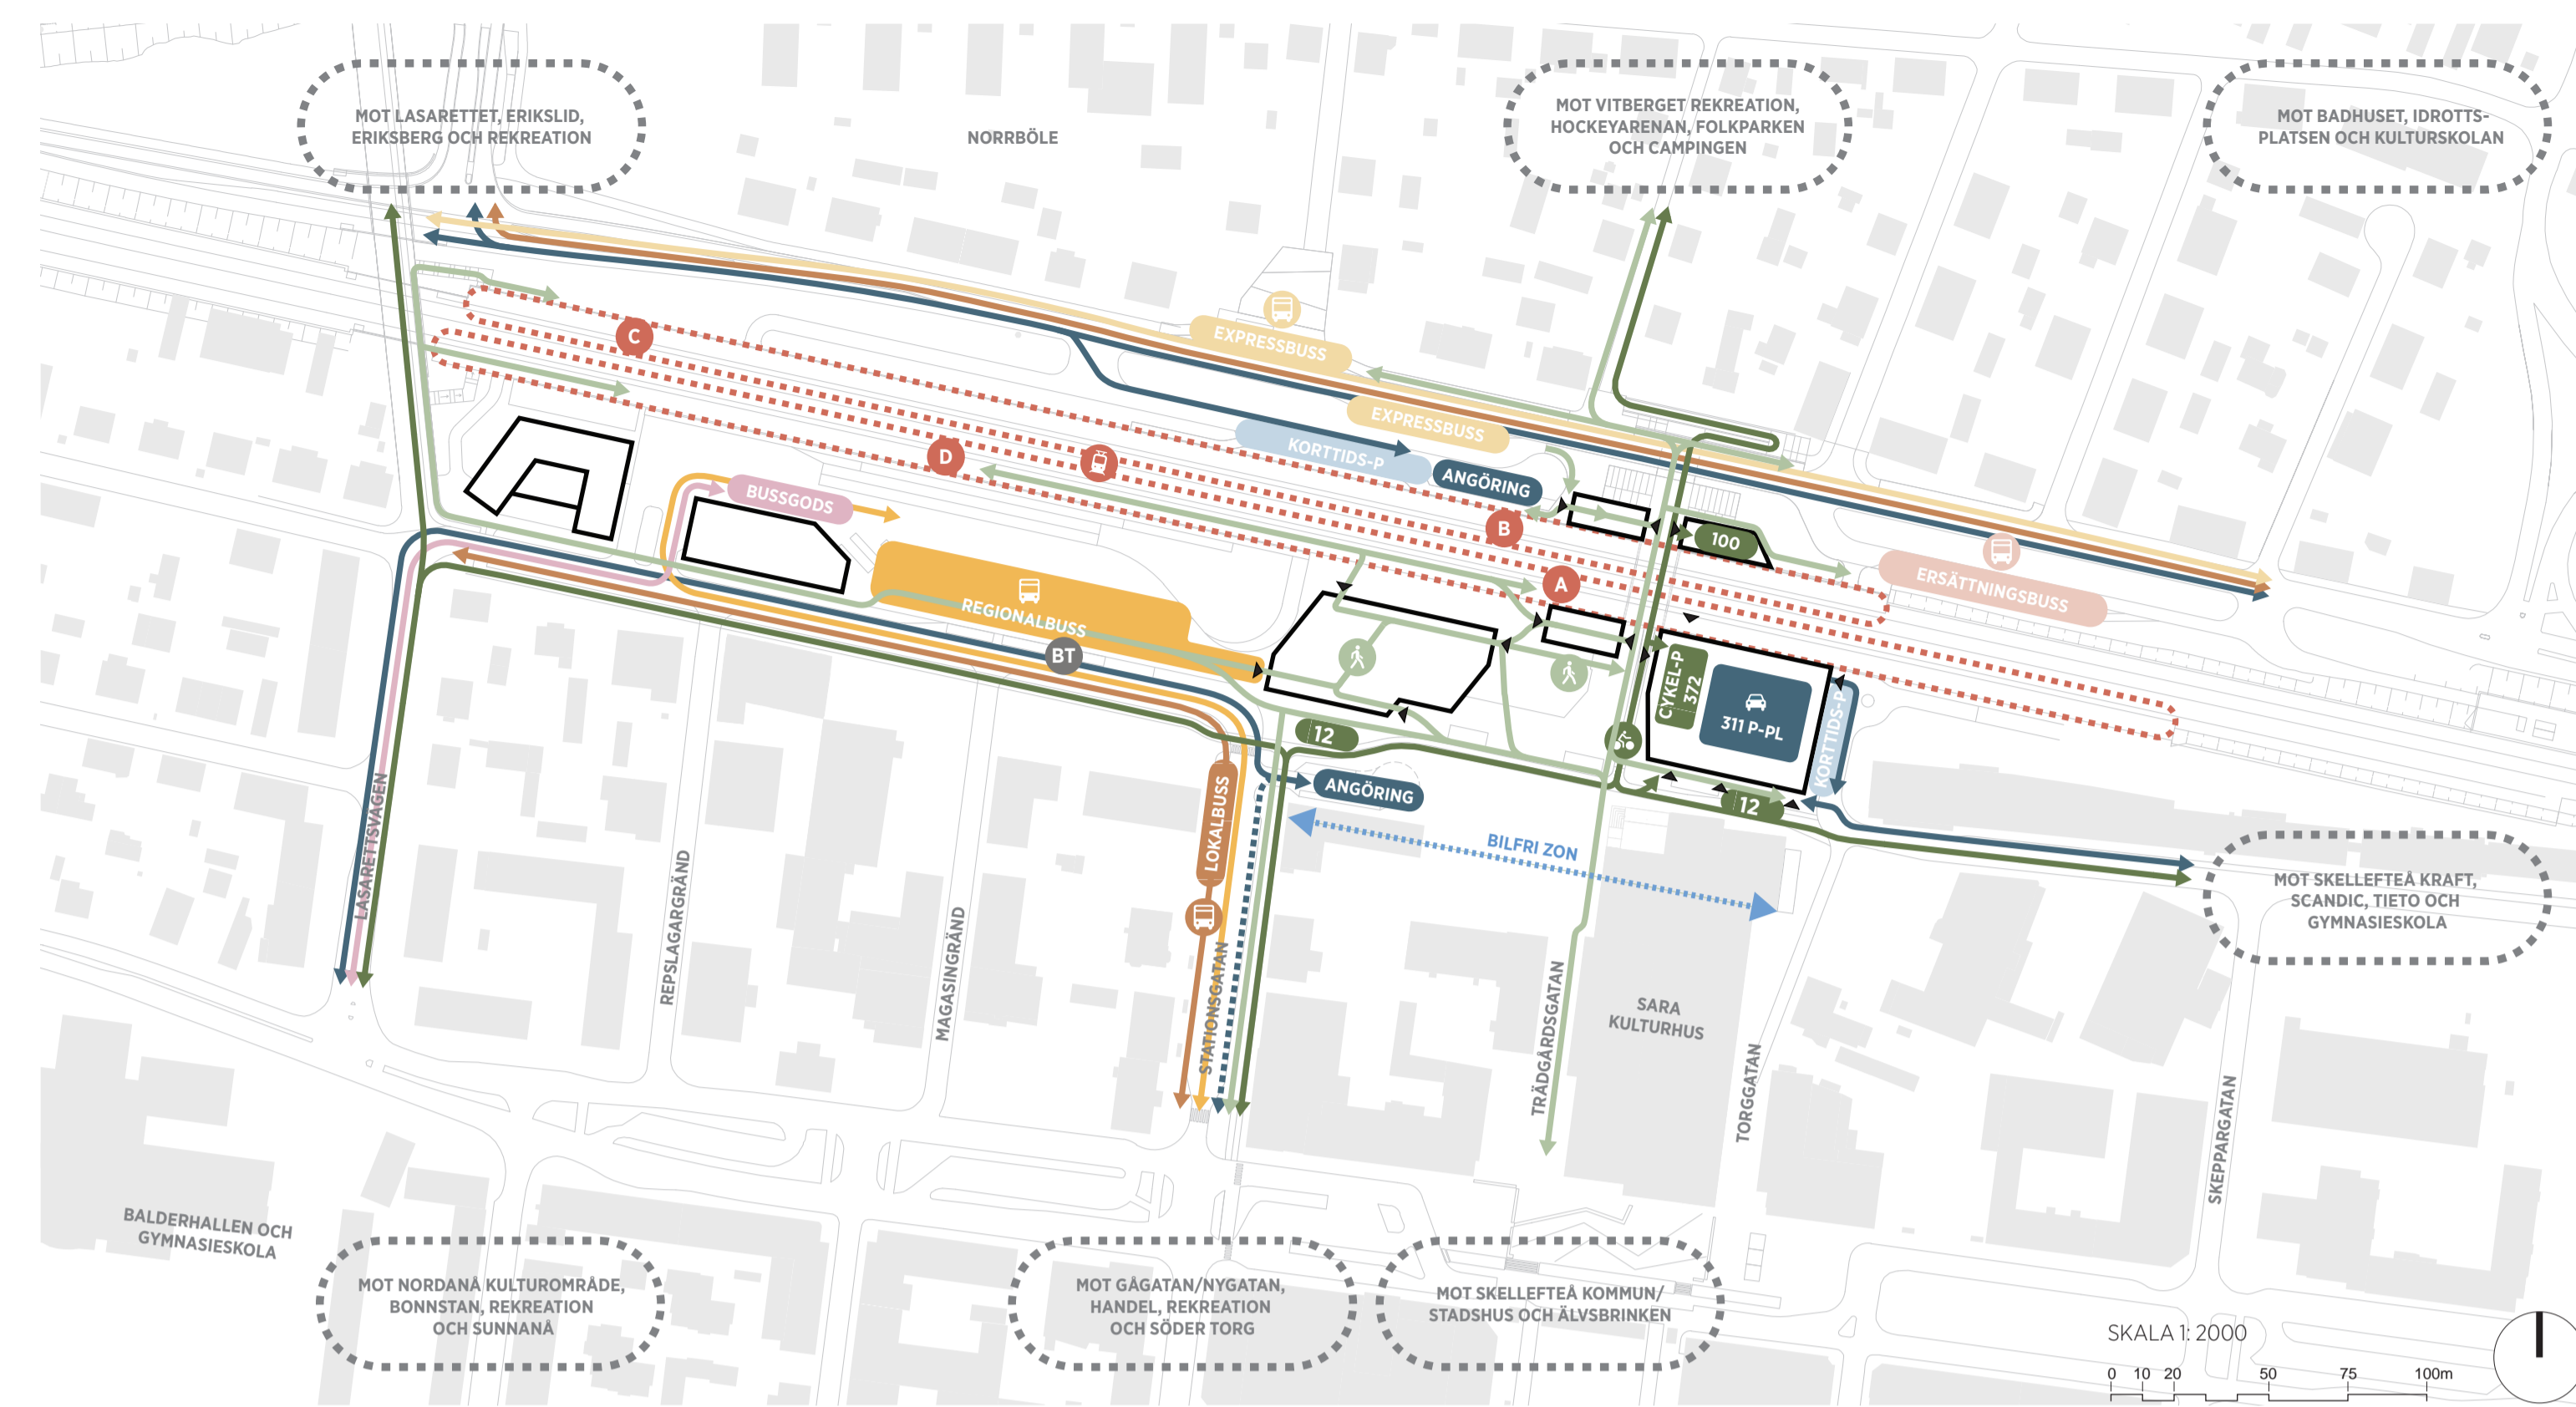 MOT LASARETTET, ERIKSLID,
ERIKSBERG OCH REKREATION
NORRBÖLE
MOT VITBERGET REKREATION,
HOCKEYARENAN, FOLKPARKEN
OCH CAMPINGEN
MOT BADHUSET, IDROTTS-
PLATSEN OCH KULTURSKOLAN
C
EXPRESSBUSS
EXPRESSBUSS
KORTTIDS-P
ANGÖRING
D
BUSSGODS
B
100
ERSÄTTNINGSBUSS
A
REGIONALBUSS
BT
CYKEL-P
372
311 P-PL
KORTTIDS-P
12
12
ANGÖRING
LOKALBUSS
BILFRI ZON
LASARETTSVÄGEN
REPSLAGARGRÄND
MAGASINGRÄND
STATIONSGATAN
TRÄDGÅRDSGATAN
SARA
KULTURHUS
TORGGATAN
SKEPPARGATAN
MOT SKELLEFTEÅ KRAFT,
SCANDIC, TIETO OCH
GYMNASIESKOLA
BALDERHALLEN OCH
GYMNASIESKOLA
MOT NORDANÅ KULTUROMRÅDE,
BONNSTAN, REKREATION
OCH SUNNANÅ
MOT GÅGATAN/NYGATAN,
HANDEL, REKREATION
OCH SÖDER TORG
MOT SKELLEFTEÅ KOMMUN/
STADSHUS OCH ÄLVSBRINKEN
SKALA 1: 2000
0 10 20 50 75 100m